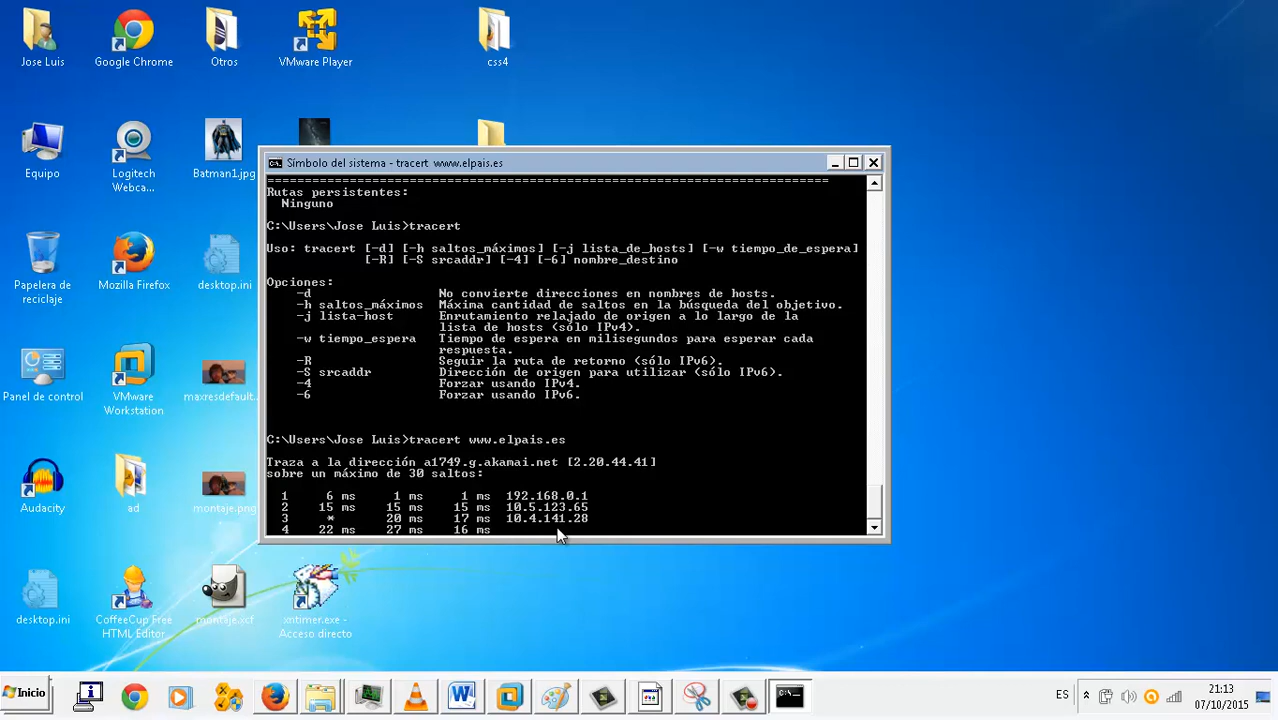 Jose Luis
Google Chrome
Otros
VMware Player
css4
Equipo
Logitech
Webca...
Batman1.jpg
Papelera de
reciclaje
Mozilla Firefox
desktop.ini
Panel de control
VMware
Workstation
maxresdefault...
Audacity
ad
montaje.png
desktop.ini
CoffeeCup Free
HTML Editor
montaje.xcf
xntimer.exe -
Acceso directo
Símbolo del sistema - tracert www.elpais.es
===============================================================================
Rutas persistentes:
Ninguno
C:\Users\Jose Luis>tracert
Uso: tracert [-d] [-h saltos_máximos] [-j lista_de_hosts] [-w tiempo_de_espera]
[-R] [-S srcaddr] [-4] [-6] nombre_destino
Opciones:
-d No convierte direcciones en nombres de hosts.
-h saltos_máximos Máxima cantidad de saltos en la búsqueda del objetivo.
-j lista-host Enrutamiento relajado de origen a lo largo de la
lista de hosts (sólo IPv4).
-w tiempo_espera Tiempo de espera en milisegundos para esperar cada
respuesta.
-R Seguir la ruta de retorno (sólo IPv6).
-S srcaddr Dirección de origen para utilizar (sólo IPv6).
-4 Forzar usando IPv4.
-6 Forzar usando IPv6.
C:\Users\Jose Luis>tracert www.elpais.es
Traza a la dirección a1749.g.akamai.net [2.20.44.41]
sobre un máximo de 30 saltos:
1 6 ms 1 ms 1 ms 192.168.0.1
2 15 ms 15 ms 15 ms 10.5.123.65
3 * 20 ms 17 ms 10.4.141.28
4 22 ms 27 ms 16 ms
Inicio
ES
21:13
07/10/2015